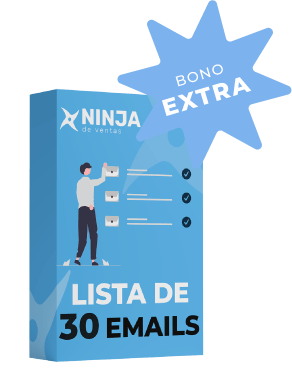 BONO
EXTRA
NINJA
de ventas
LISTA DE
30 EMAILS